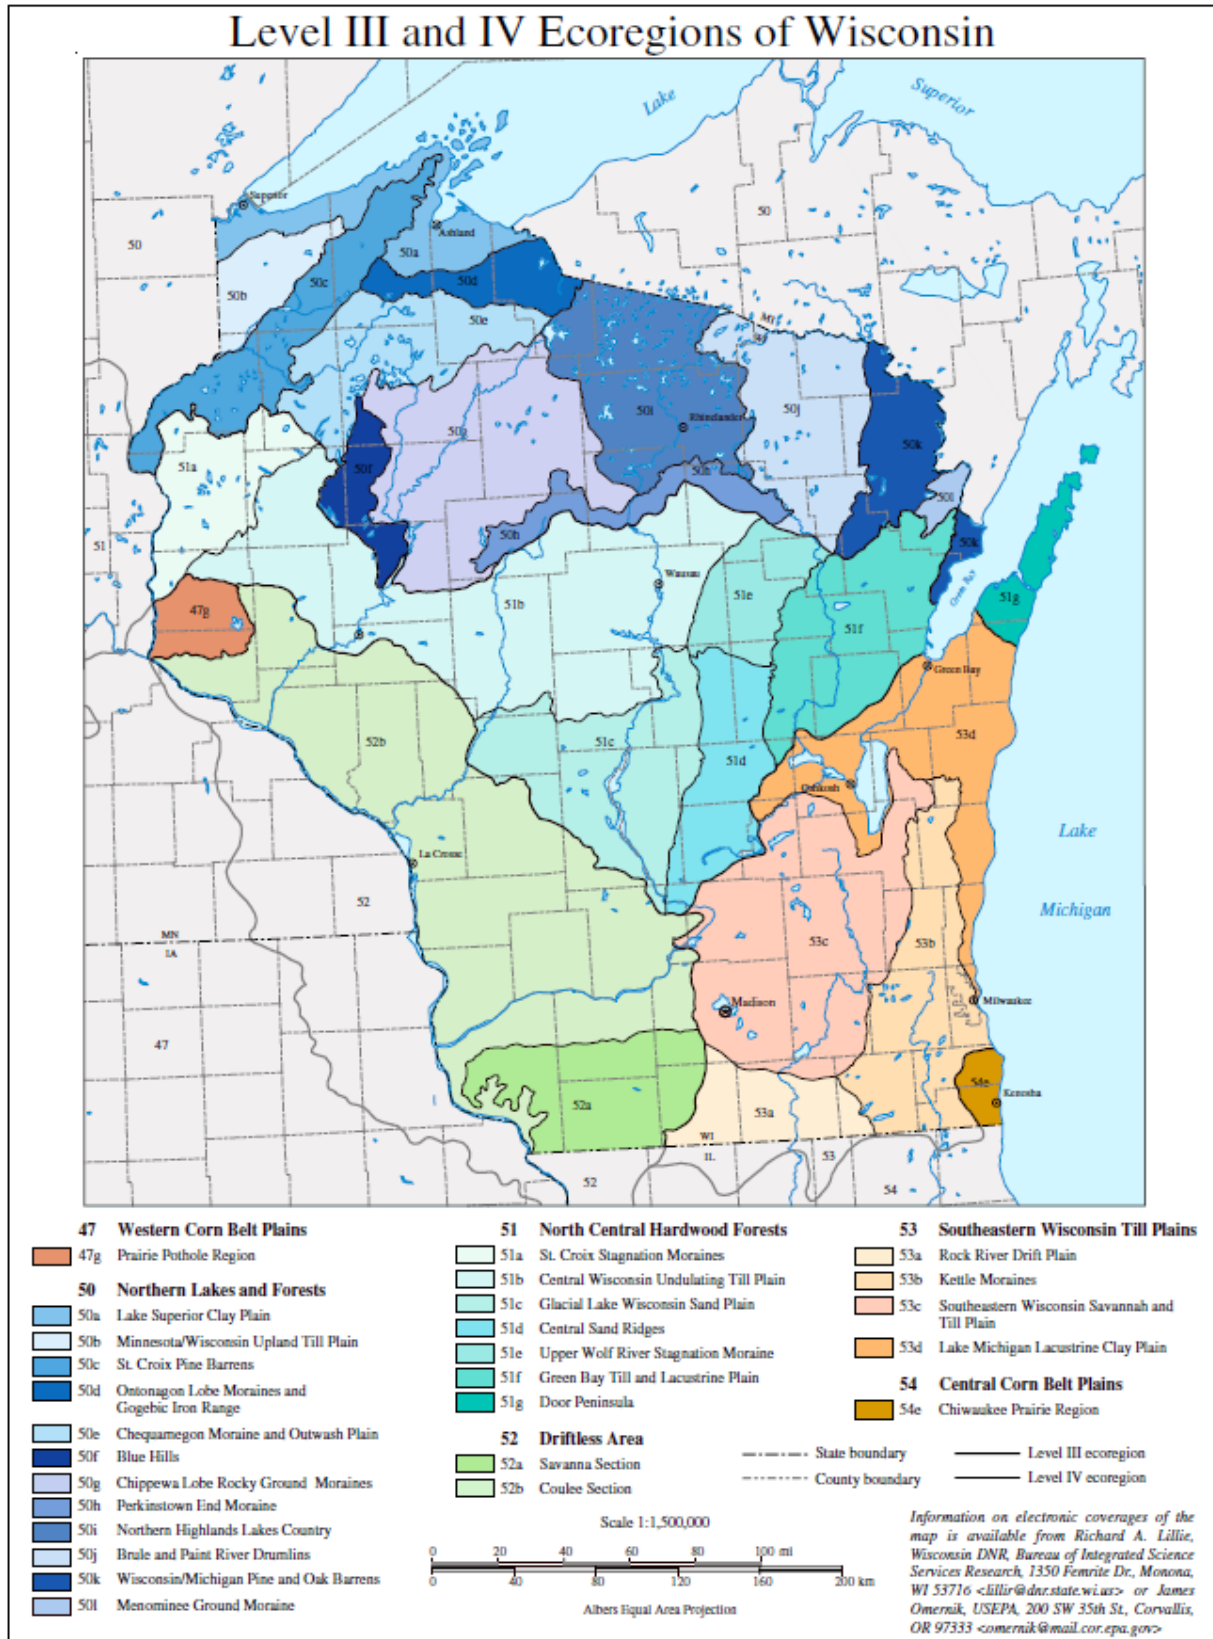 Level III and IV Ecoregions of Wisconsin
Lake
Superior
Superior
50
50
Ashland
50a
50c
50d
50b
50e
MI
WI
50i
Rhinelander
50j
50g
50k
51a
50f
50h
50l
50h
51
50k
Green Bay
Wausau
51e
51g
47g
51b
51f
Green Bay
52b
51c
53d
51d
Oshkosh
Lake
La Crosse
52
Michigan
MN
IA
53c
53b
Madison
Milwaukee
47
54e
Kenosha
52a
53a
WI
IL
53
52
54
47 Western Corn Belt Plains
47g Prairie Pothole Region
50 Northern Lakes and Forests
50a Lake Superior Clay Plain
50b Minnesota/Wisconsin Upland Till Plain
50c St. Croix Pine Barrens
50d Ontonagon Lobe Moraines and
Gogebic Iron Range
50e Chequamegon Moraine and Outwash Plain
50f Blue Hills
50g Chippewa Lobe Rocky Ground Moraines
50h Perkinstown End Moraine
50i Northern Highlands Lakes Country
50j Brule and Paint River Drumlins
50k Wisconsin/Michigan Pine and Oak Barrens
50l Menominee Ground Moraine
51 North Central Hardwood Forests
51a St. Croix Stagnation Moraines
51b Central Wisconsin Undulating Till Plain
51c Glacial Lake Wisconsin Sand Plain
51d Central Sand Ridges
51e Upper Wolf River Stagnation Moraine
51f Green Bay Till and Lacustrine Plain
51g Door Peninsula
52 Driftless Area
52a Savanna Section
52b Coulee Section
53 Southeastern Wisconsin Till Plains
53a Rock River Drift Plain
53b Kettle Moraines
53c Southeastern Wisconsin Savannah and
Till Plain
53d Lake Michigan Lacustrine Clay Plain
54 Central Corn Belt Plains
54e Chiwaukee Prairie Region
State boundary
County boundary
Level III ecoregion
Level IV ecoregion
Scale 1:1,500,000
0 20 40 60 80 100 mi
0 40 80 120 160 200 km
Albers Equal Area Projection
Information on electronic coverages of the
map is available from Richard A. Lillie,
Wisconsin DNR, Bureau of Integrated Science
Services Research, 1350 Femrite Dr., Monona,
WI 53716 <lillir@dnr.state.wi.us> or James
Omernik, USEPA, 200 SW 35th St., Corvallis,
OR 97333 <omernik@mail.cor.epa.gov>